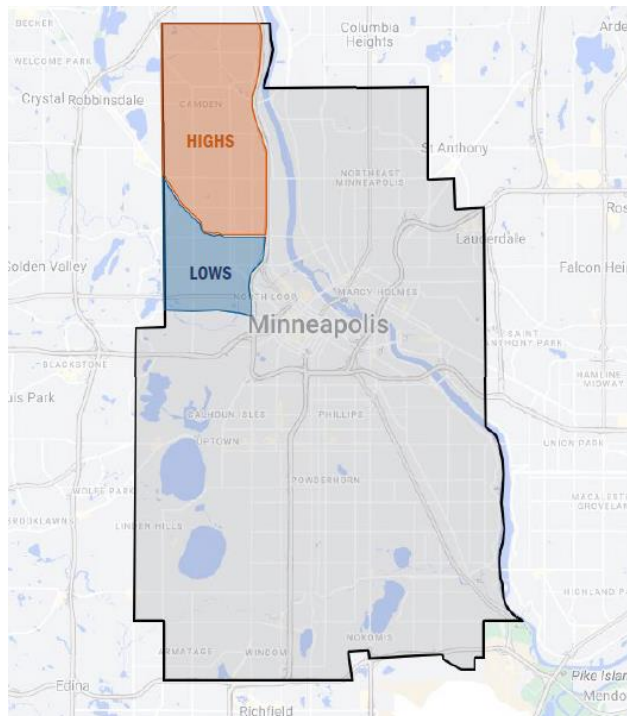 BECHER
Columbia
Heights
Arde
WELCOME PARK
Crystal Robbinsdale
CAMDEN
HIGHS
NORTHEAST
MINNEAPOLIS
St Anthony
Ros
Lauderdale
Golden Valley
LOWS
Falcon Hei
NORTH LOOP
MARCY-HOLMES
Minneapolis
SAINT
ANTHONY PARK
BLACKSTONE
HAMLINE-
MIDWAY
uis Park
CALHOUN ISLES
PHILLIPS
UPTOWN
UNION PARK
POWDERHORN
WOLFE PARK
MACALESTER
GROVELAND
BROOKLAWNS
LINDEN HILLS
HIGHLAND PA
ARMATAGE
WINDOM
NOKOMIS
Edina
Richfield
Pike Islan
Mendo